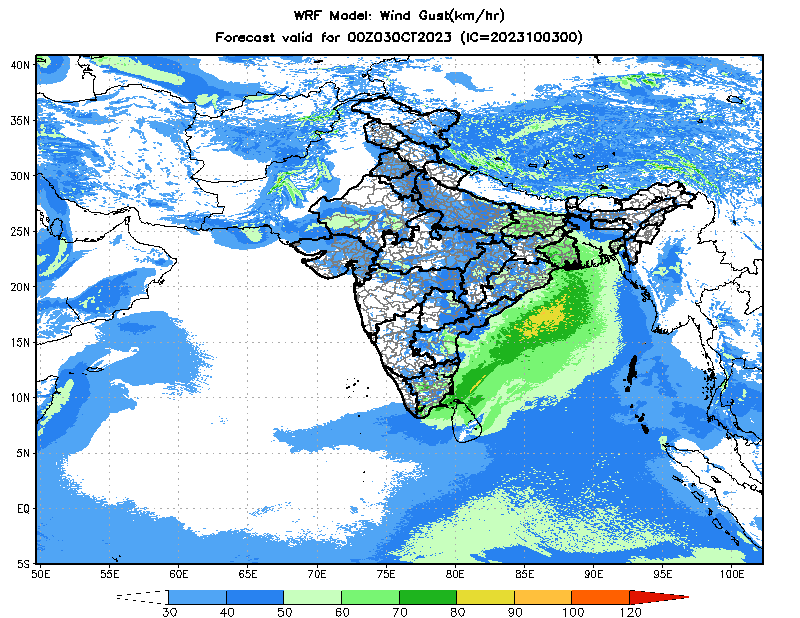 WRF Model: Wind Gust(km/hr)
Forecast valid for 00Z03OCT2023 (IC=2023100300)
40N
35N
30N
25N
20N
15N
10N
5N
EQ
5S
50E 55E 60E 65E 70E 75E 80E 85E 90E 95E 100E
30 40 50 60 70 80 90 100 120